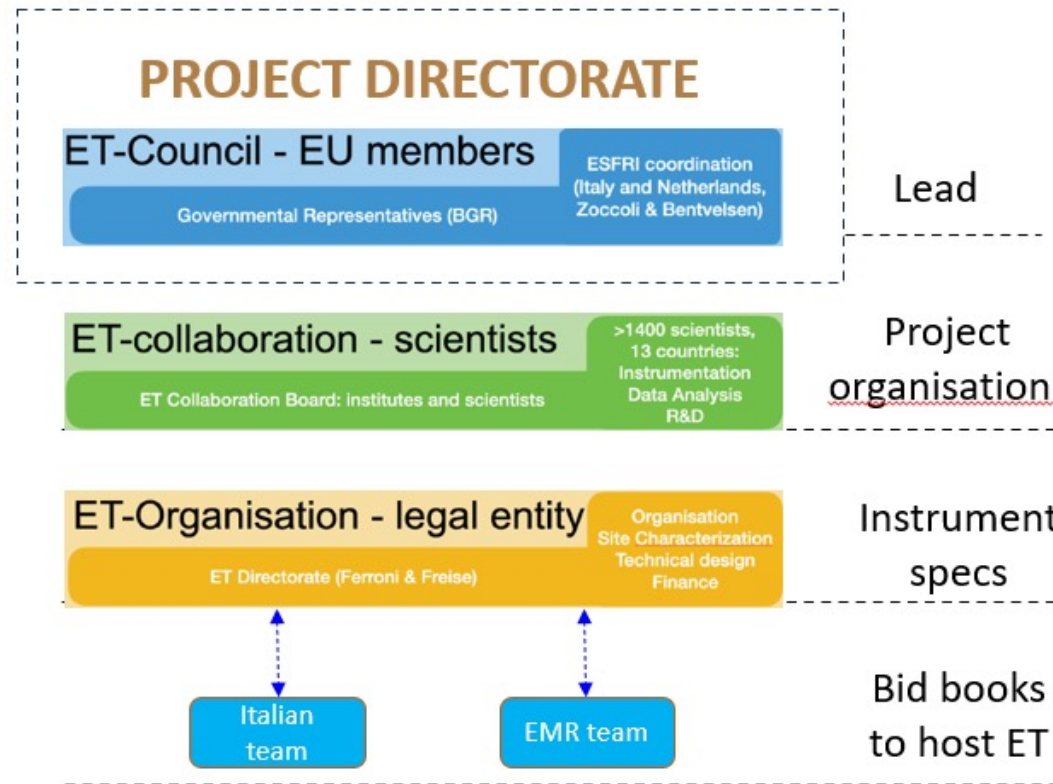 PROJECT DIRECTORATE
ET-Council - EU members
Governmental Representatives (BGR)
ESFRI coordination
(Italy and Netherlands,
Zoccoli & Bentvelsen)
Lead
ET-collaboration - scientists
ET Collaboration Board: institutes and scientists
>1400 scientists,
13 countries:
Instrumentation
Data Analysis
R&D
Project
organisation
ET-Organisation - legal entity
ET Directorate (Ferroni & Freise)
Organisation
Site Characterization
Technical design
Finance
Instrument
specs
Italian
team
EMR team
Bid books
to host ET